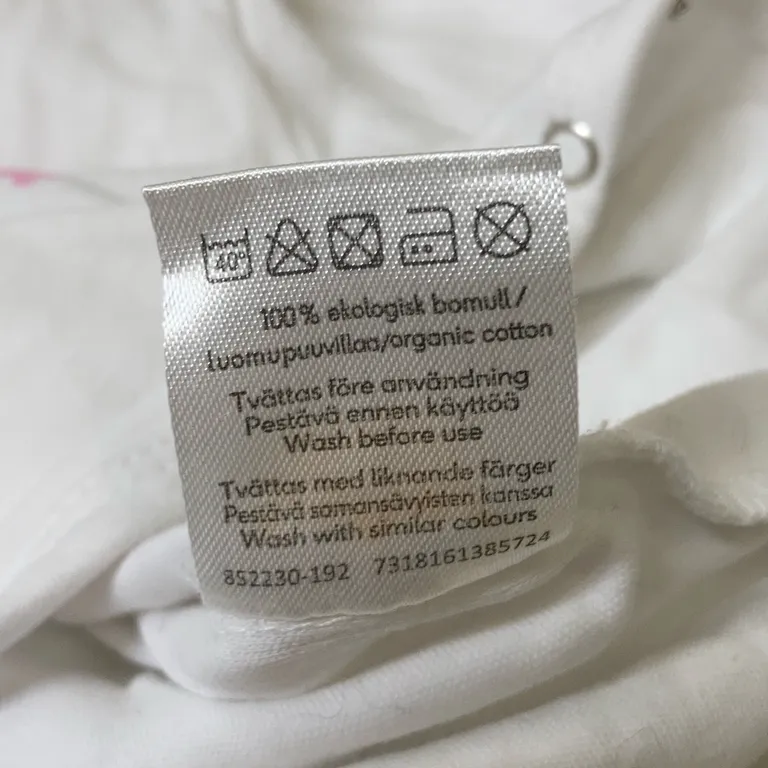 40°
100% ekologisk bomull/
luomupuuvillaa/organic cotton
Tvättas före användning
Pestävä ennen käyttöä
Wash before use
Tvättas med liknande färger
Pestävä samansävyisten kanssa
Wash with similar colours
852230-192 7318161385724